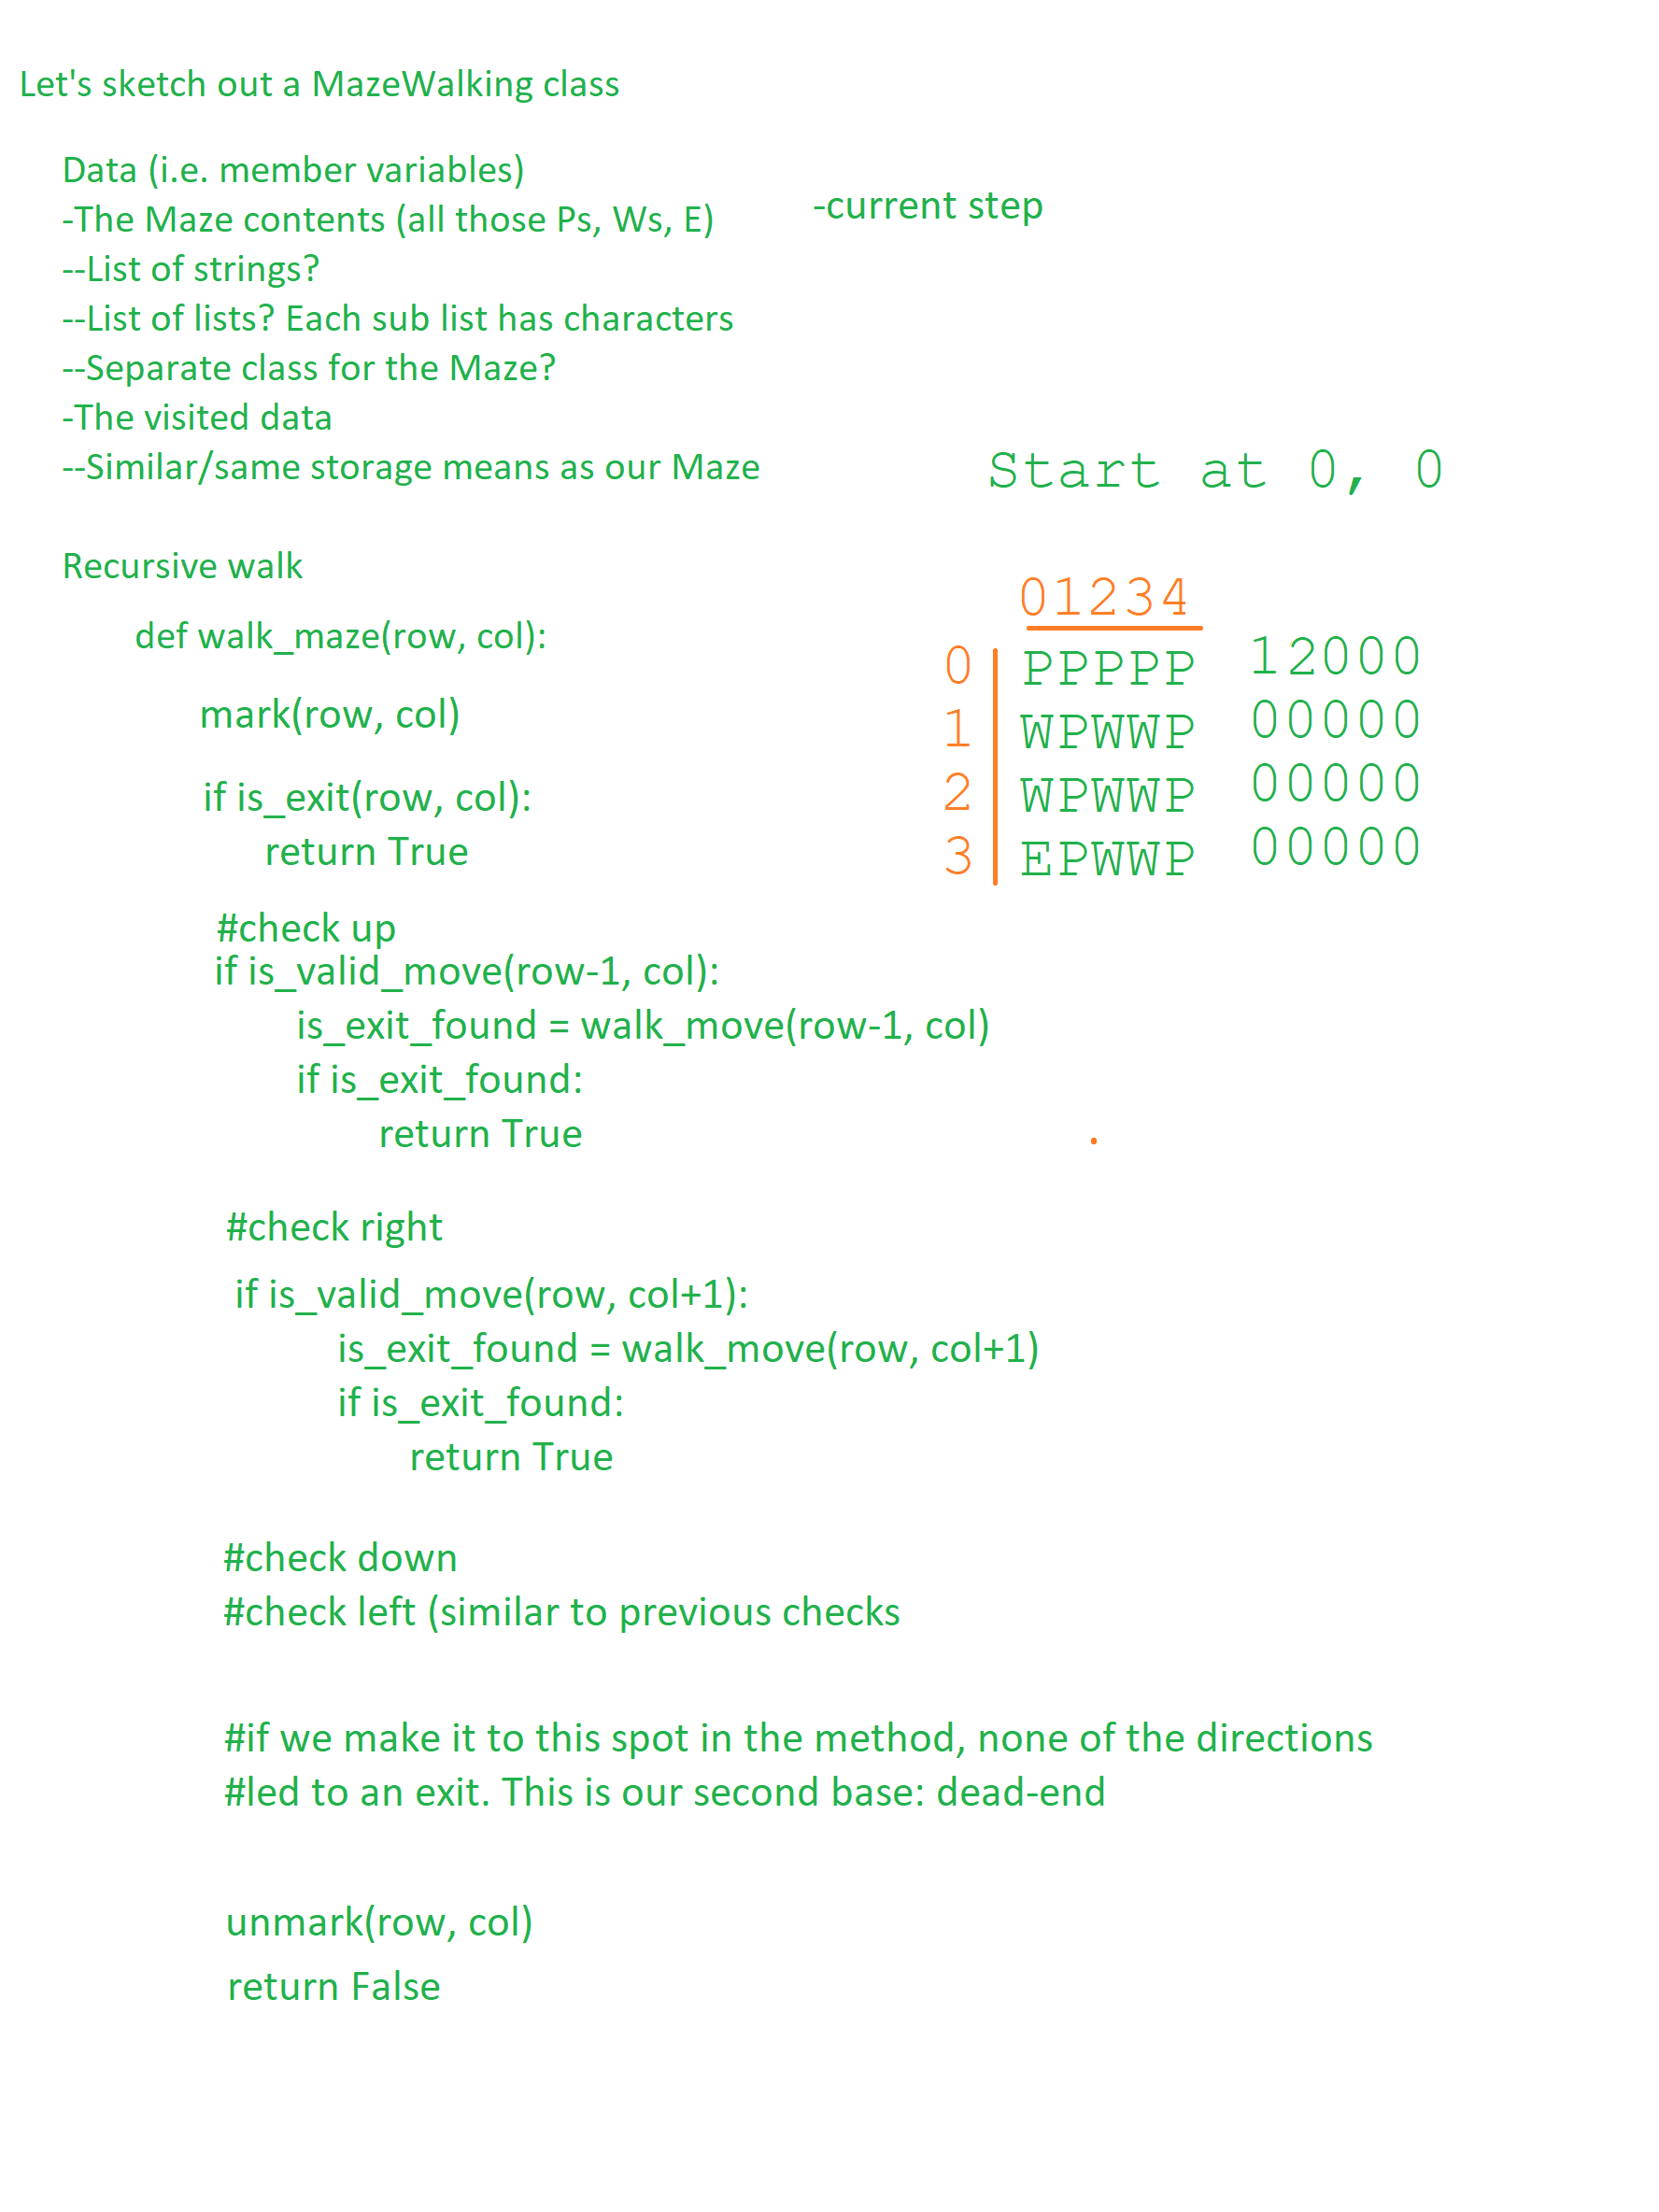 Let's sketch out a MazeWalking class
Data (i.e. member variables)
-The Maze contents (all those Ps, Ws, E)
-current step
--List of strings?
--List of lists? Each sub list has characters
--Separate class for the Maze?
-The visited data
--Similar/same storage means as our Maze
Start at 0, 0
Recursive walk
def walk_maze(row, col):
mark(row, col)
if is_exit(row, col):
return True
01234
0 PPPPP 12000
1 WPWWP 00000
2 WPWWP 00000
3 EPWWP 00000
#check up
if is_valid_move(row-1, col):
is_exit_found = walk_move(row-1, col)
if is_exit_found:
return True
#check right
if is_valid_move(row, col+1):
is_exit_found = walk_move(row, col+1)
if is_exit_found:
return True
#check down
#check left (similar to previous checks
#if we make it to this spot in the method, none of the directions
#led to an exit. This is our second base: dead-end
unmark(row, col)
return False